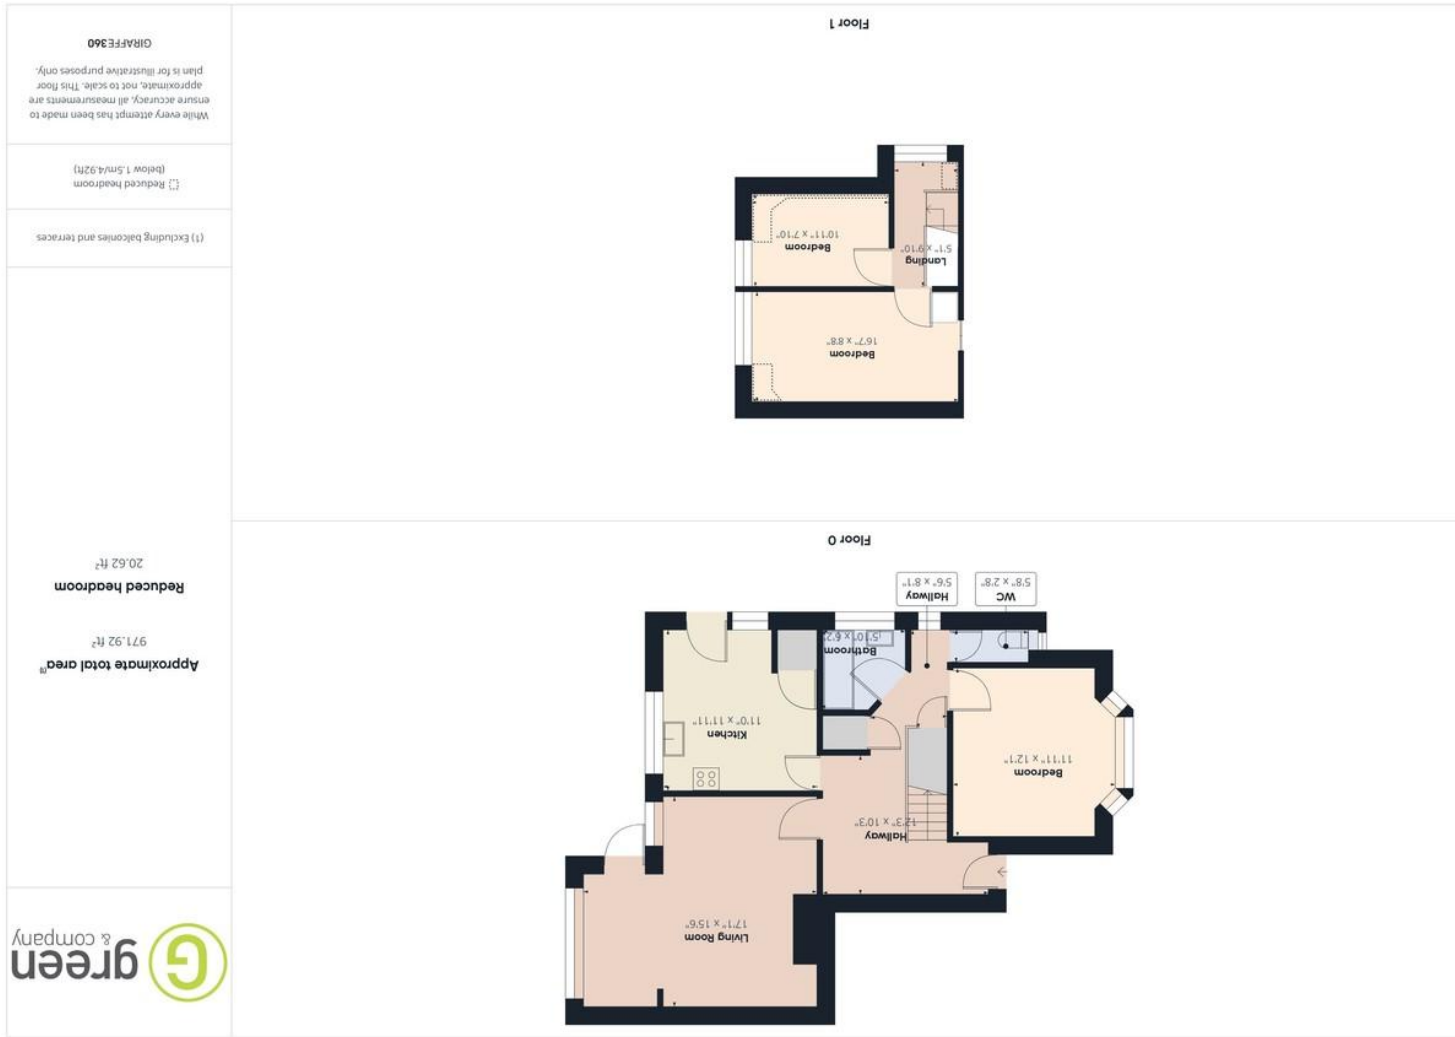 Living Room
17'1" x 15'6"
Hallway
12'3" x 10'3"
Bedroom
11'11" x 12'1"
Kitchen
11'0" x 11'11"
Bathroom
5'10" x 6'2"
WC
5'8" x 2'8"
Hallway
5'6" x 8'1"
Floor 0
Bedroom
16'7" x 8'8"
Landing
5'1" x 9'10"
Bedroom
10'11" x 7'10"
Floor 1
G green
& company
Approximate total area(1)
971.92 ft²
Reduced headroom
20.62 ft²
(1) Excluding balconies and terraces
Reduced headroom
(below 1.5m/4.92ft)
While every attempt has been made to
ensure accuracy, all measurements are
approximate, not to scale. This floor
plan is for illustrative purposes only.
GIRAFFE360